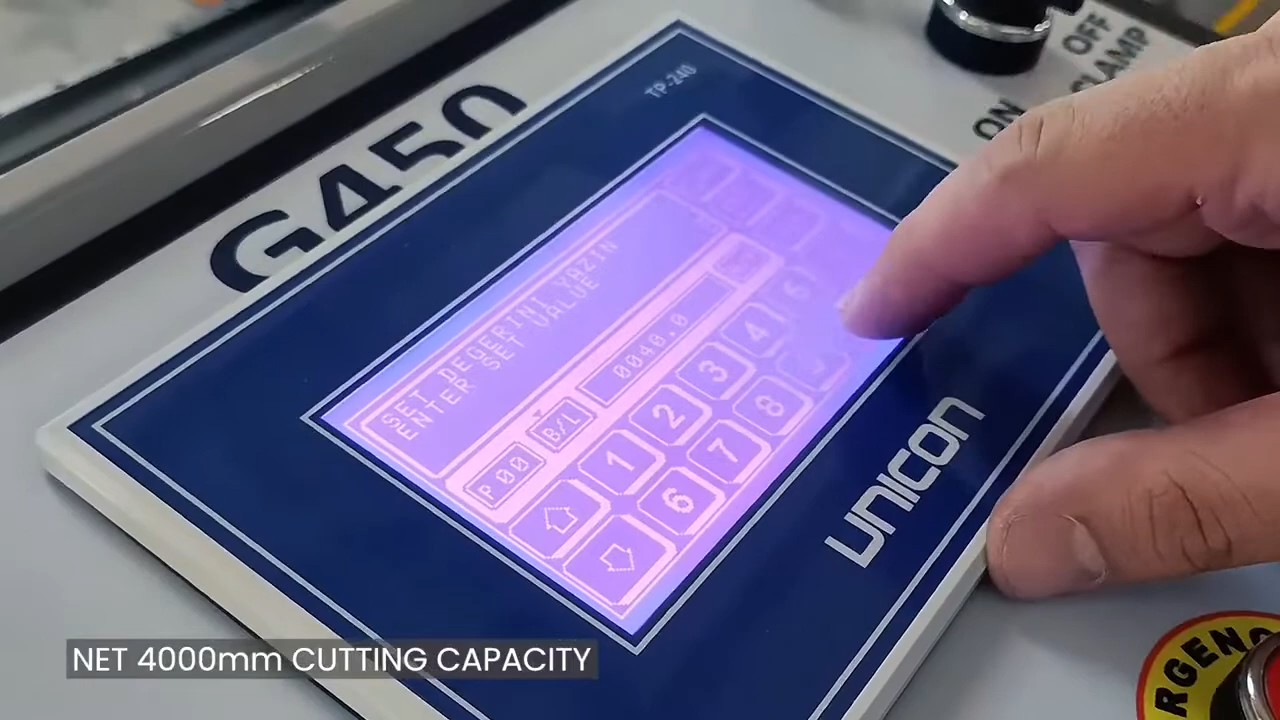 G450
TP-240
OFF
CLAMP
ON
SET DEGERINI YAZIN
ENTER SET VALUE
P00
B/L
0040.0
1
2
3
4
6
7
8
UNICON
RGENC
NET 4000mm CUTTING CAPACITY